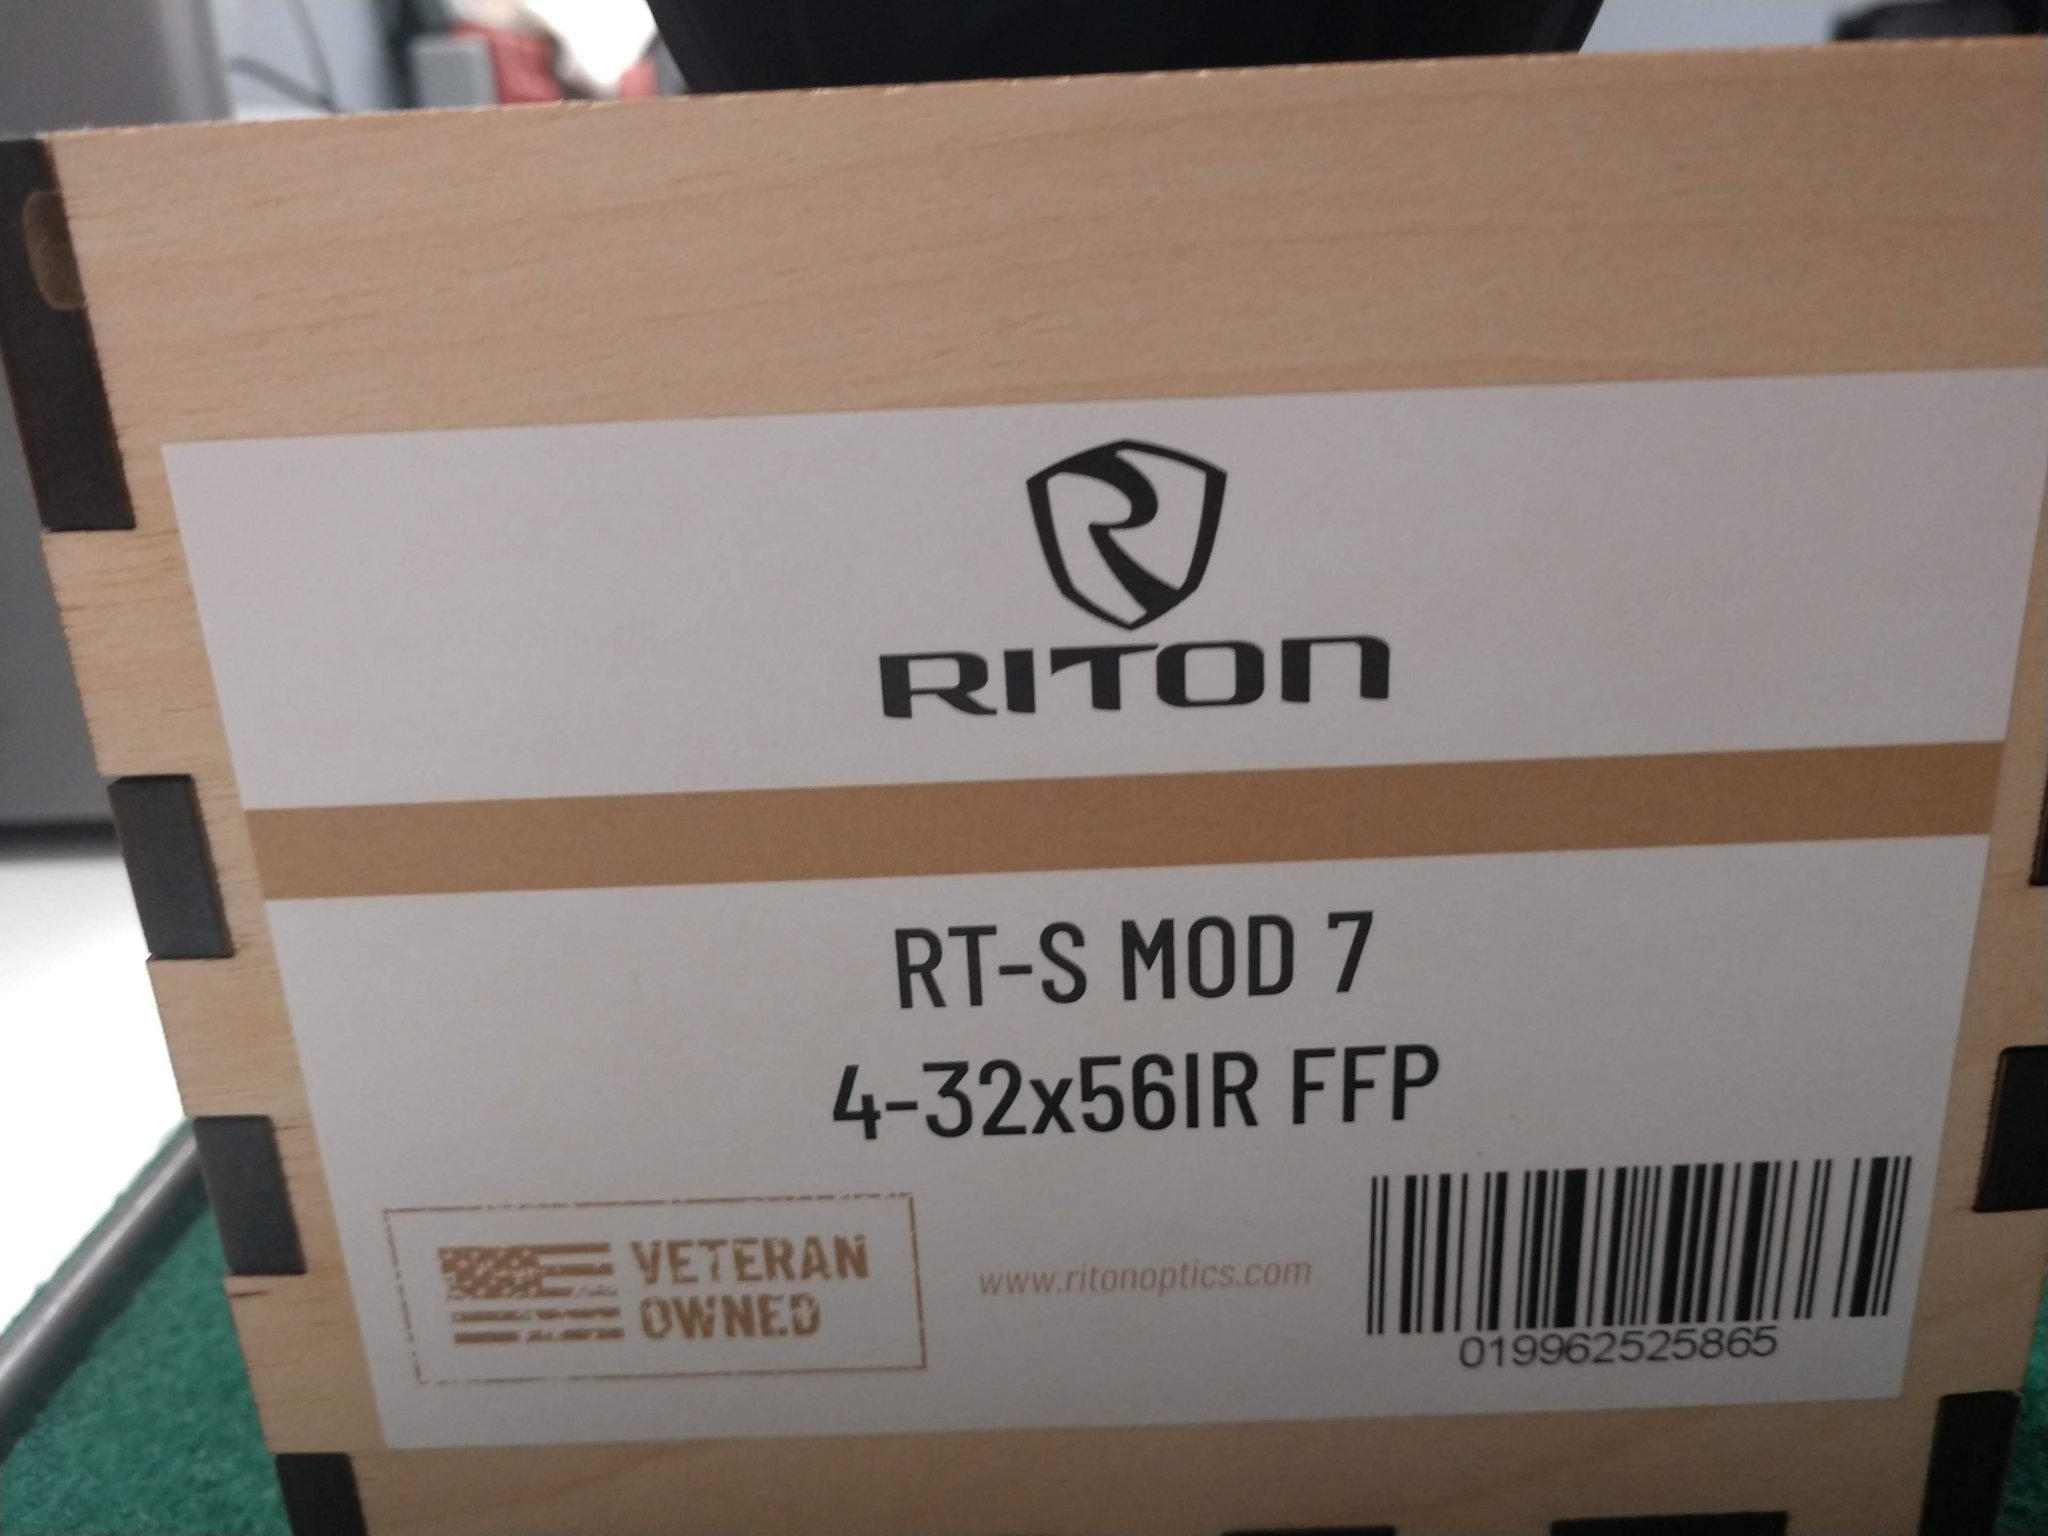 RITON
RT-S MOD 7
4-32x56IR FFP
VETERAN
OWNED
www.ritonoptics.com
019962525865